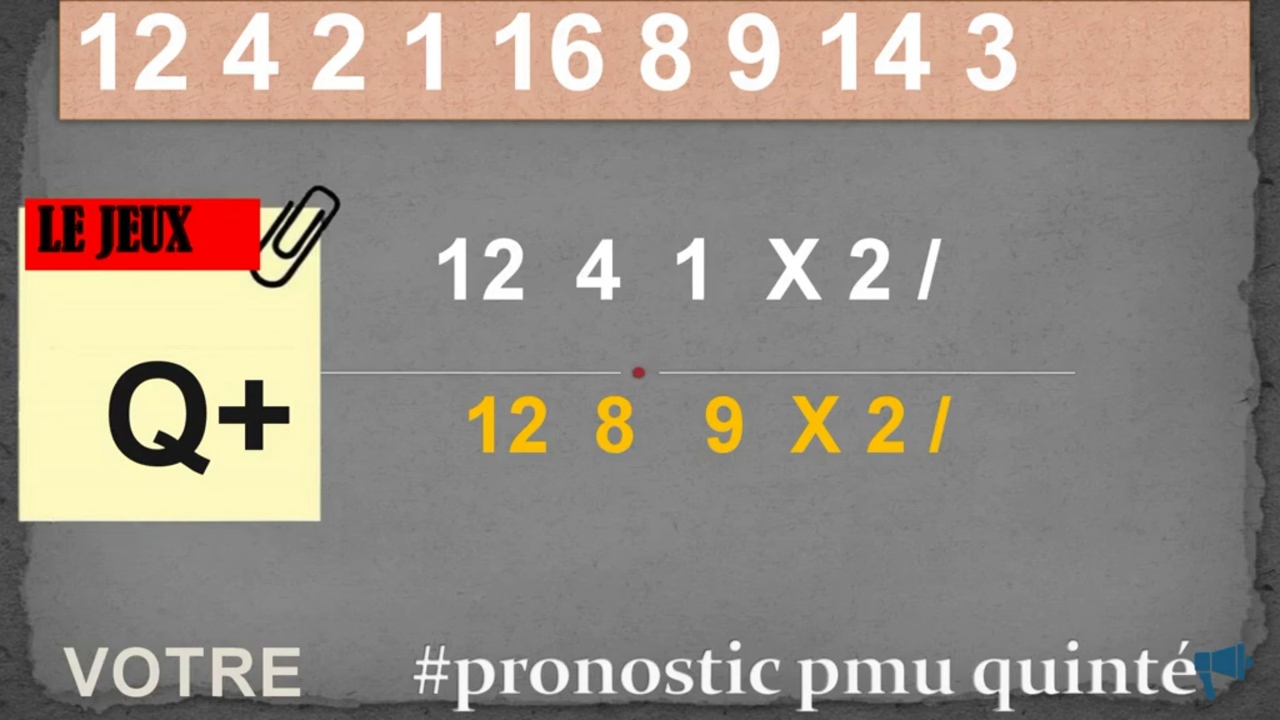 12 4 2 1 16 8 9 14 3
LE JEUX
Q+
12 4 1 X 2 /
12 8 9 X 2 /
VOTRE #pronostic pmu quinté